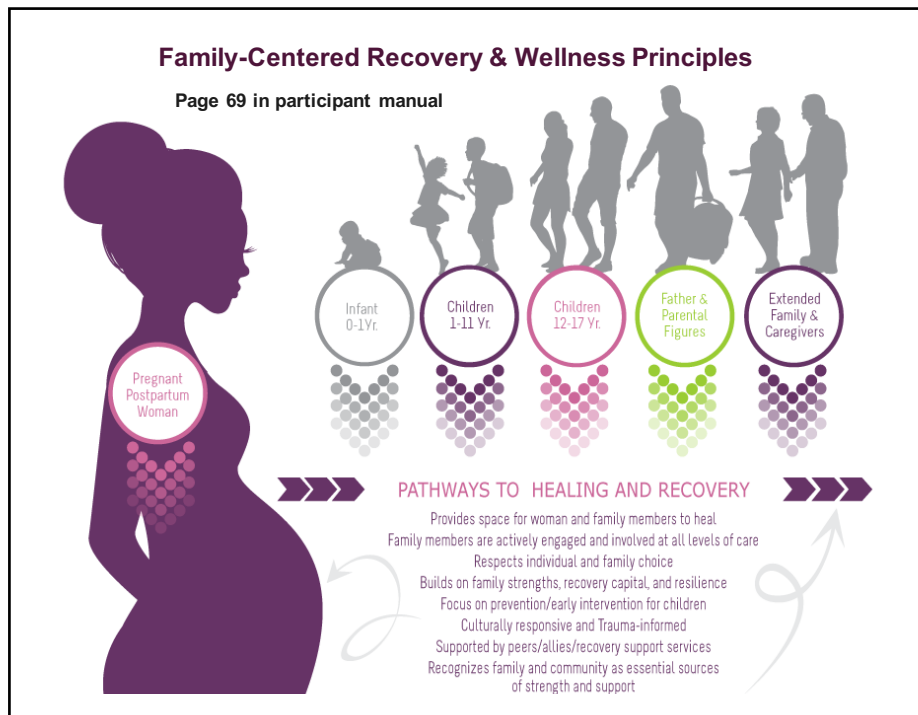 Family-Centered Recovery & Wellness Principles
Page 69 in participant manual
Infant
0-1Yr.
Children
1-11 Yr.
Children
12-17 Yr.
Father &
Parental
Figures
Extended
Family &
Caregivers
Pregnant
Postpartum
Woman
PATHWAYS TO HEALING AND RECOVERY
Provides space for woman and family members to heal
Family members are actively engaged and involved at all levels of care
Respects individual and family choice
Builds on family strengths, recovery capital, and resilience
Focus on prevention/early intervention for children
Culturally responsive and Trauma-informed
Supported by peers/allies/recovery support services
Recognizes family and community as essential sources
of strength and support